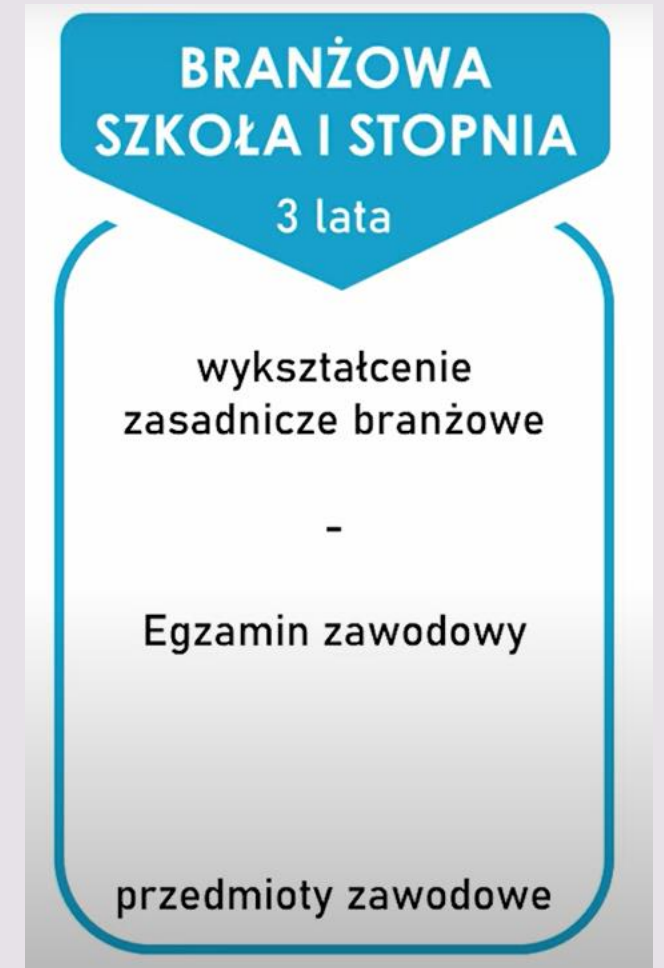 BRANŻOWA
SZKOŁA I STOPNIA
3 lata
wykształcenie
zasadnicze branżowe
-
Egzamin zawodowy
przedmioty zawodowe